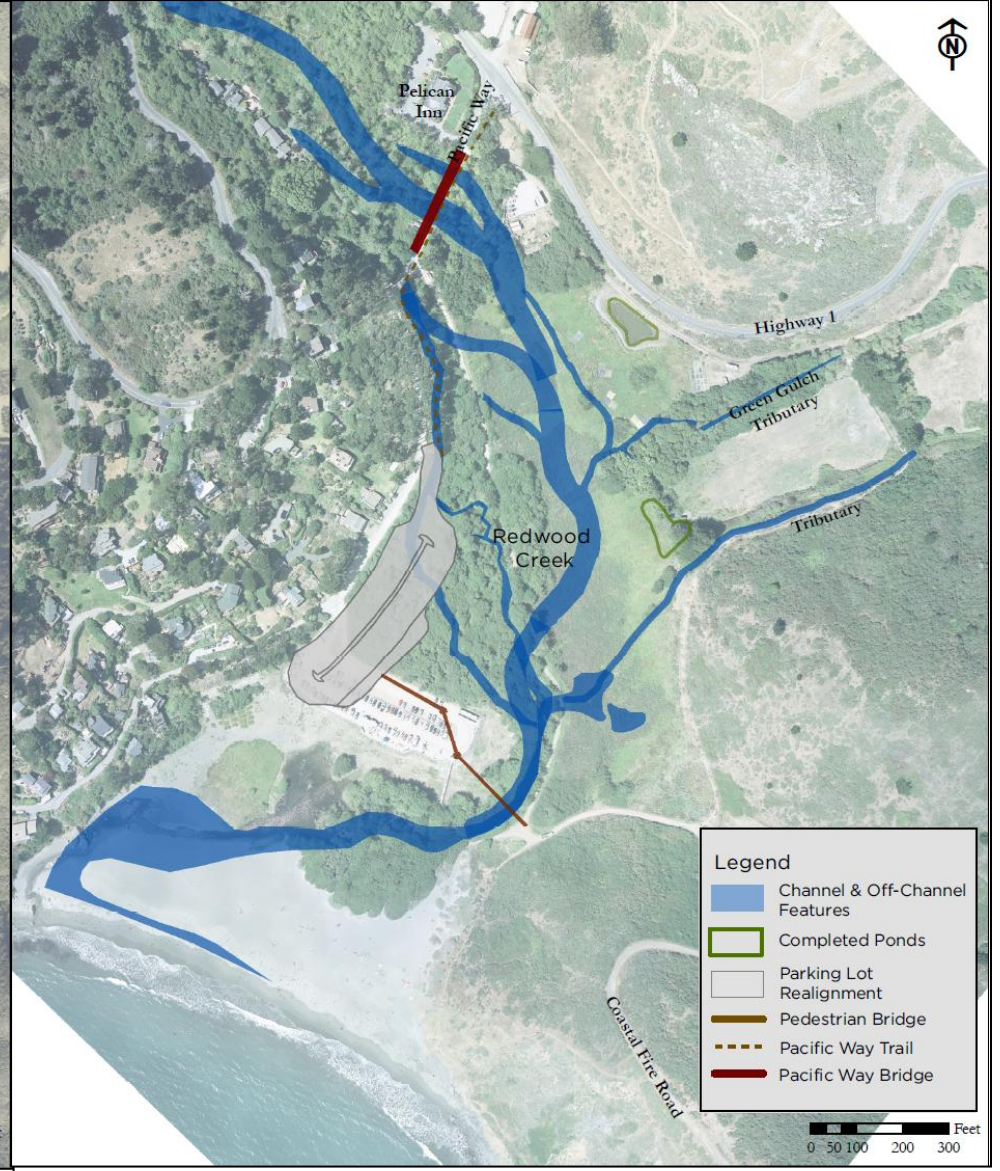 N
Pelican
Inn
Pacific Way
Highway 1
Green Gulch
Tributary
Tributary
Redwood
Creek
Coastal Fire Road
Legend
Channel & Off-Channel
Features
Completed Ponds
Parking Lot
Realignment
Pedestrian Bridge
Pacific Way Trail
Pacific Way Bridge
Feet
0 50 100 200 300